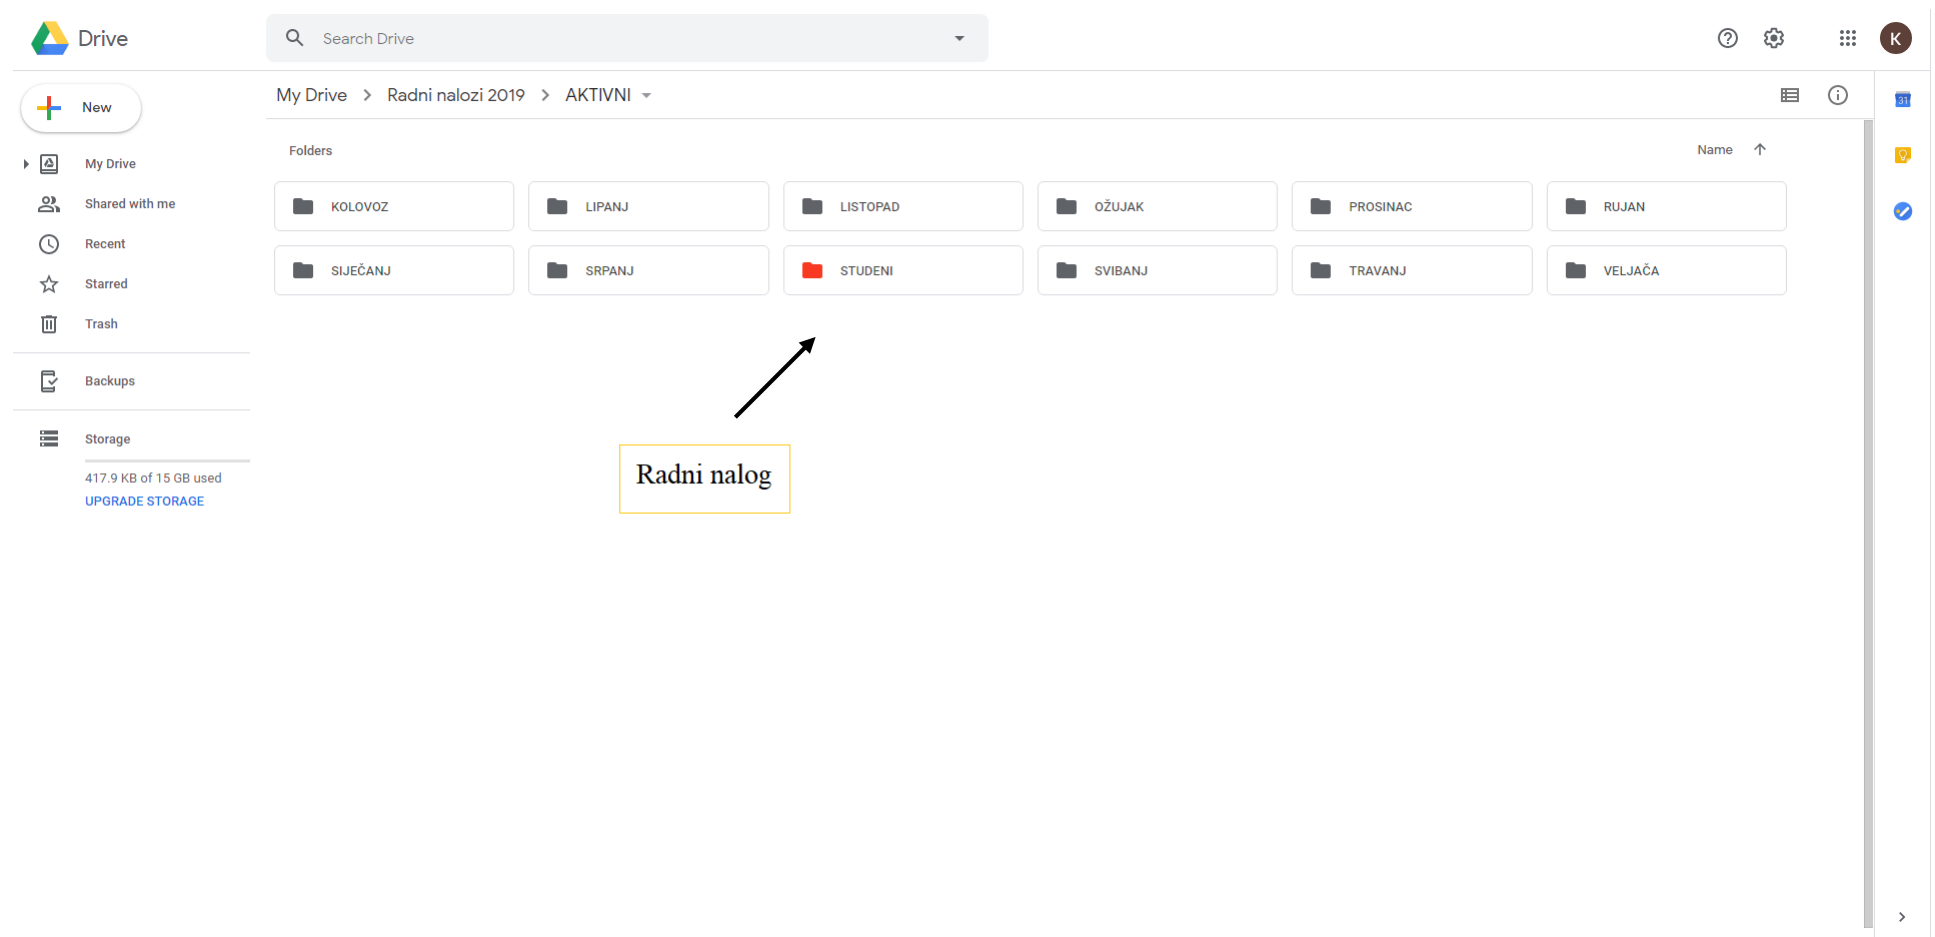 Drive
Search Drive
K
New
My Drive > Radni nalozi 2019 > AKTIVNI
31
My Drive
Shared with me
Recent
Starred
Trash
Backups
Storage
417.9 KB of 15 GB used
UPGRADE STORAGE
Folders
Name
KOLOVOZ
LIPANJ
LISTOPAD
OŽUJAK
PROSINAC
RUJAN
SIJEČANJ
SRPANJ
STUDENI
SVIBANJ
TRAVANJ
VELJAČA
Radni nalog